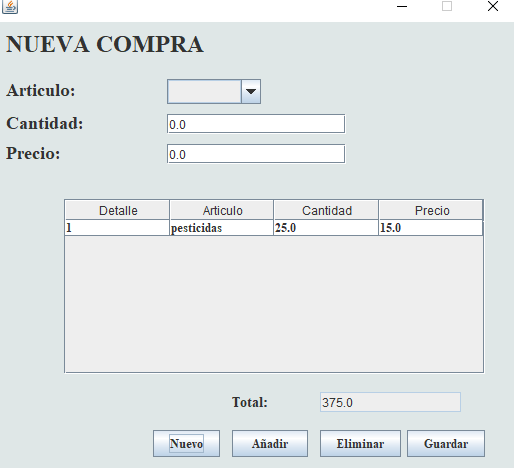 NUEVA COMPRA
Articulo:
Cantidad: 0.0
Precio: 0.0
Detalle Articulo Cantidad Precio
1 pesticidas 25.0 15.0
Total: 375.0
Nuevo Añadir Eliminar Guardar